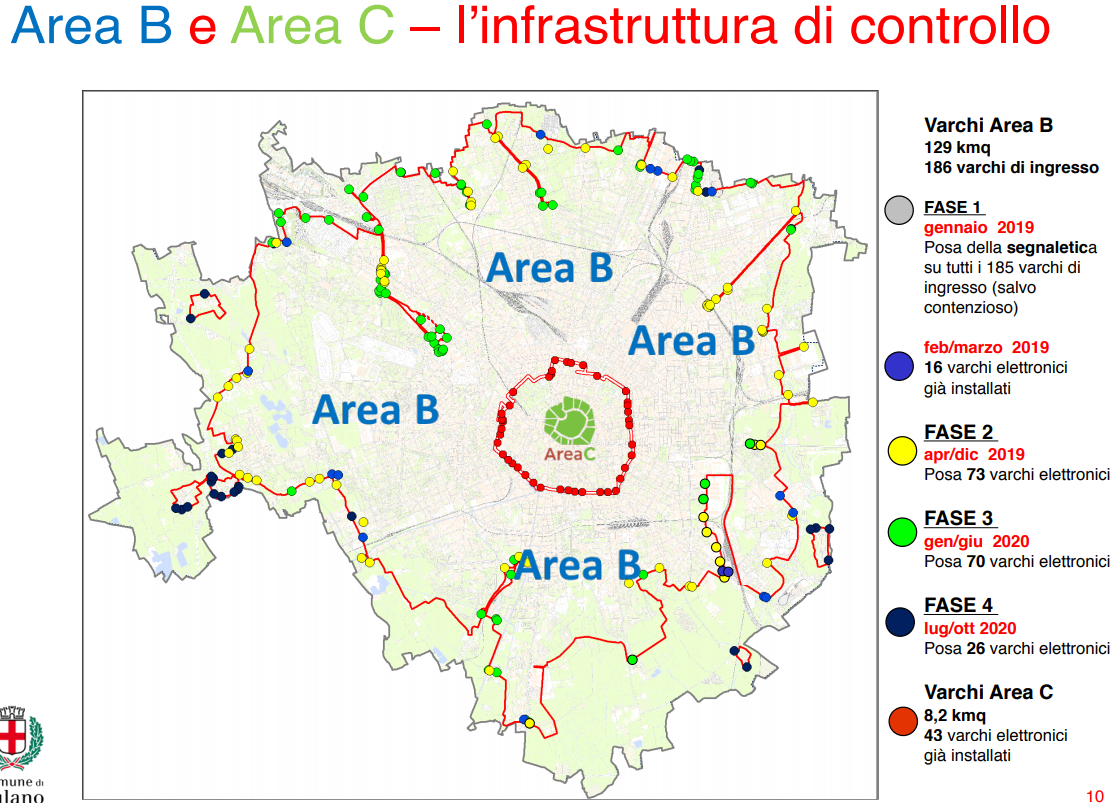 Area B e Area C – l’infrastruttura di controllo
Area B
Area B
Area B
AreaC
Area B
Varchi Area B
129 kmq
186 varchi di ingresso
FASE 1
gennaio 2019
Posa della segnaletica
su tutti i 185 varchi di
ingresso (salvo
contenzioso)
feb/marzo 2019
16 varchi elettronici
già installati
FASE 2
apr/dic 2019
Posa 73 varchi elettronici
FASE 3
gen/giu 2020
Posa 70 varchi elettronici
FASE 4
lug/ott 2020
Posa 26 varchi elettronici
Varchi Area C
8,2 kmq
43 varchi elettronici
già installati
mune di
ilano
10